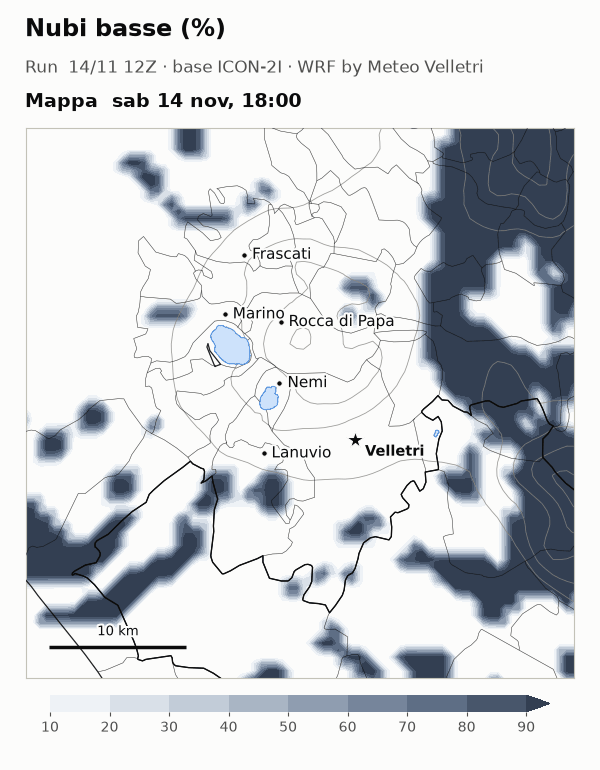 Nubi basse (%)
Run  14/11 12Z · base ICON-2I · WRF by Meteo Velletri
Mappa  sab 14 nov, 18:00
Frascati
Marino
Rocca di Papa
Nemi
Velletri
Lanuvio
10 km
10 20 30 40 50 60 70 80 90